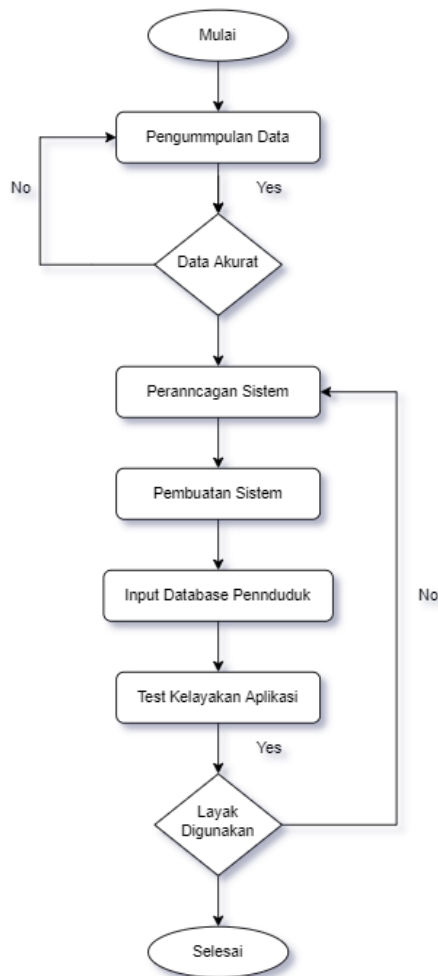 Mulai
Pengummpulan Data
No
Yes
Data Akurat
Peranncagan Sistem
Pembuatan Sistem
Input Database Pennduduk
No
Test Kelayakan Aplikasi
Yes
Layak
Digunakan
Selesai